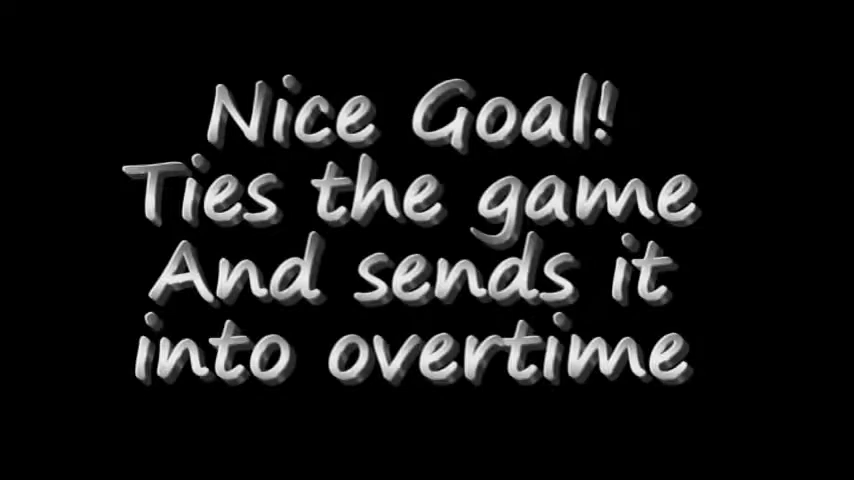 Nice Goal!
Ties the game
And sends it
into overtime